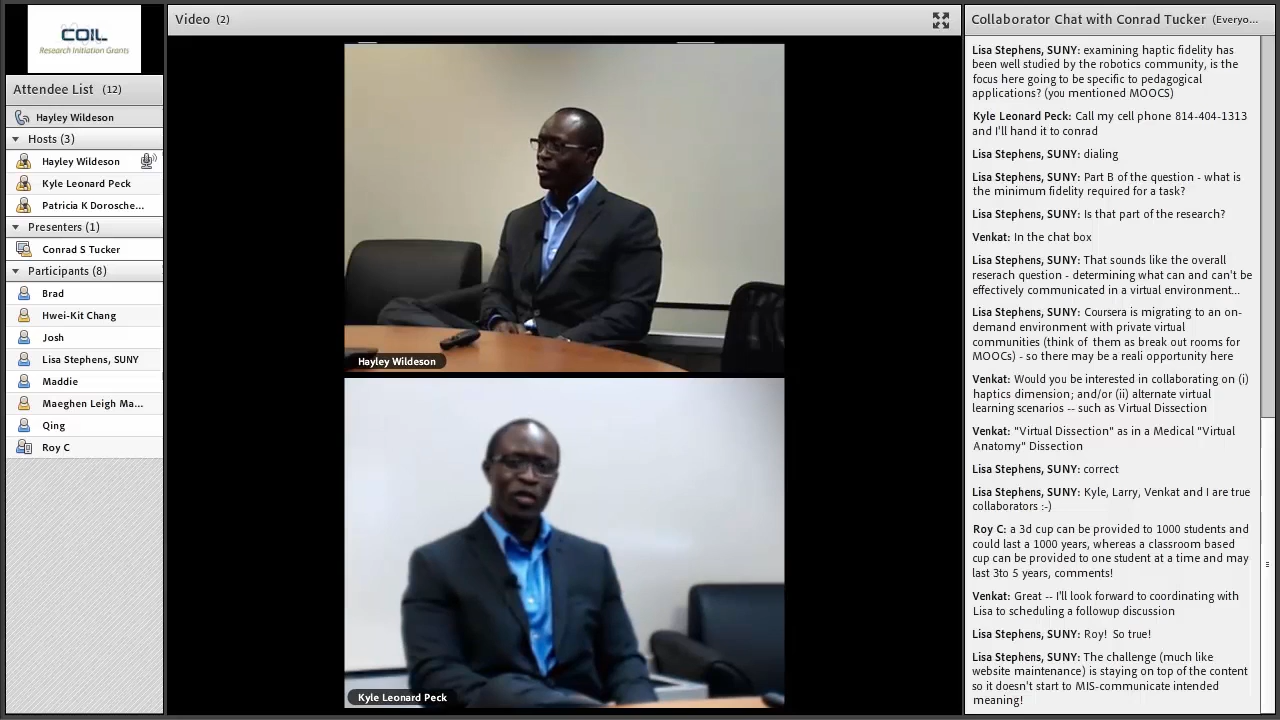 COIL
Research Initiation Grants
Attendee List (12)
Hayley Wildeson
Hosts (3)
Hayley Wildeson
Kyle Leonard Peck
Patricia K Dorosche...
Presenters (1)
Conrad S Tucker
Participants (8)
Brad
Hwei-Kit Chang
Josh
Lisa Stephens, SUNY
Maddie
Maeghen Leigh Ma...
Qing
Roy C
Video (2)
Hayley Wildeson
Kyle Leonard Peck
Collaborator Chat with Conrad Tucker (Everyo...
Lisa Stephens, SUNY: examining haptic fidelity has
been well studied by the robotics community, is the
focus here going to be specific to pedagogical
applications? (you mentioned MOOCS)
Kyle Leonard Peck: Call my cell phone 814-404-1313
and I'll hand it to conrad
Lisa Stephens, SUNY: dialing
Lisa Stephens, SUNY: Part B of the question - what is
the minimum fidelity required for a task?
Lisa Stephens, SUNY: Is that part of the research?
Venkat: In the chat box
Lisa Stephens, SUNY: That sounds like the overall
reserach question - determining what can and can't be
effectively communicated in a virtual environment...
Lisa Stephens, SUNY: Coursera is migrating to an on-
demand environment with private virtual
communities (think of them as break out rooms for
MOOCs) - so there may be a reali opportunity here
Venkat: Would you be interested in collaborating on (i)
haptics dimension; and/or (ii) alternate virtual
learning scenarios -- such as Virtual Dissection
Venkat: "Virtual Dissection" as in a Medical "Virtual
Anatomy" Dissection
Lisa Stephens, SUNY: correct
Lisa Stephens, SUNY: Kyle, Larry, Venkat and I are true
collaborators :-)
Roy C: a 3d cup can be provided to 1000 students and
could last a 1000 years, whereas a classroom based
cup can be provided to one student at a time and may
last 3to 5 years, comments!
Venkat: Great -- I'll look forward to coordinating with
Lisa to scheduling a followup discussion
Lisa Stephens, SUNY: Roy! So true!
Lisa Stephens, SUNY: The challenge (much like
website maintenance) is staying on top of the content
so it doesn't start to MIS-communicate intended
meaning!